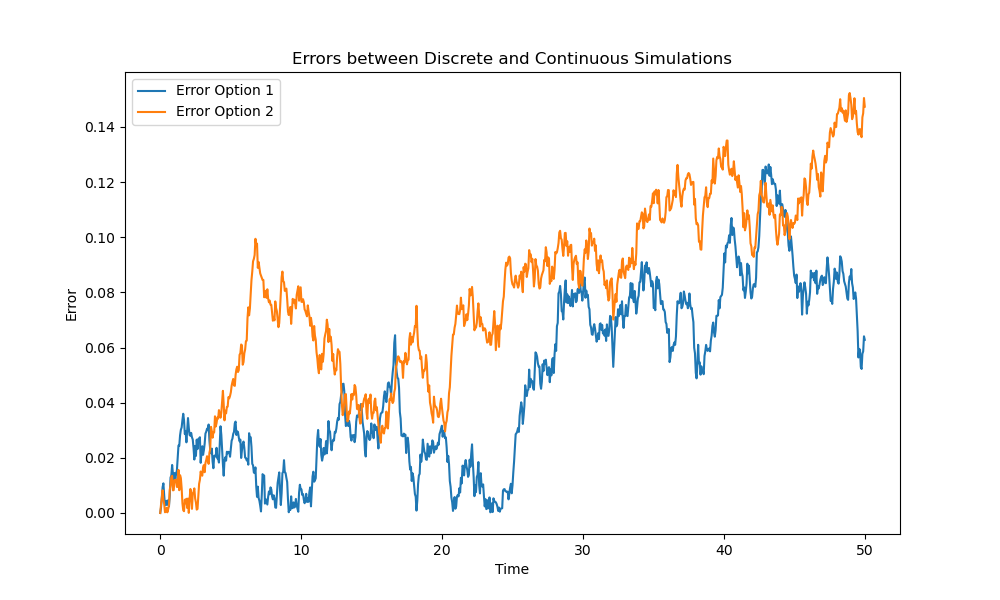 Errors between Discrete and Continuous Simulations
Error Option 1
Error Option 2
Error
0.14
0.12
0.10
0.08
0.06
0.04
0.02
0.00
0 10 20 30 40 50
Time